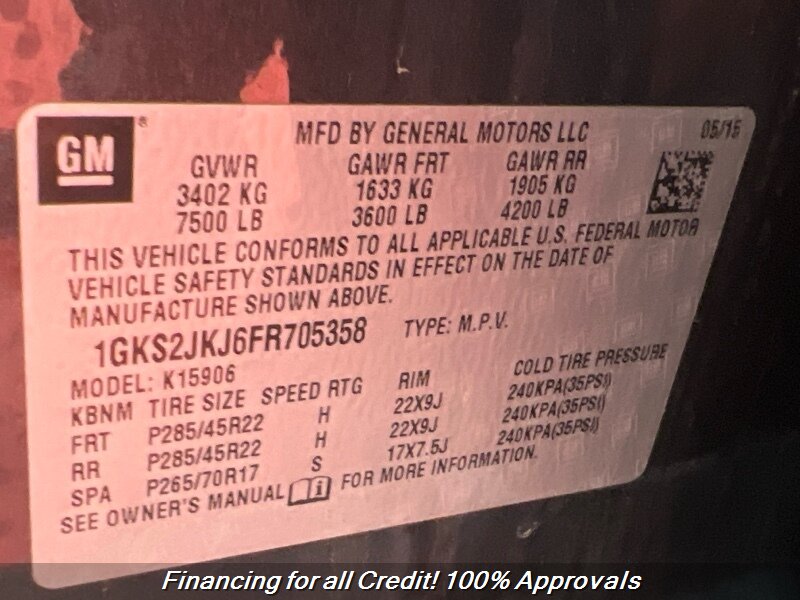 GM ® MFD BY GENERAL MOTORS LLC 05/15
GVWR GAWR FRT GAWR RR
3402 KG 1633 KG 1905 KG
7500 LB 3600 LB 4200 LB
THIS VEHICLE CONFORMS TO ALL APPLICABLE U.S. FEDERAL MOTOR
VEHICLE SAFETY STANDARDS IN EFFECT ON THE DATE OF
MANUFACTURE SHOWN ABOVE.
1GKS2JKJ6FR705358 TYPE: M.P.V.
MODEL: K15906
KBNM TIRE SIZE SPEED RTG RIM COLD TIRE PRESSURE
FRT P285/45R22 H 22X9J 240KPA(35PSI)
RR P285/45R22 H 22X9J 240KPA(35PSI)
SPA P265/70R17 S 17X7.5J 240KPA(35PSI)
SEE OWNER'S MANUAL FOR MORE INFORMATION.
Financing for all Credit! 100% Approvals